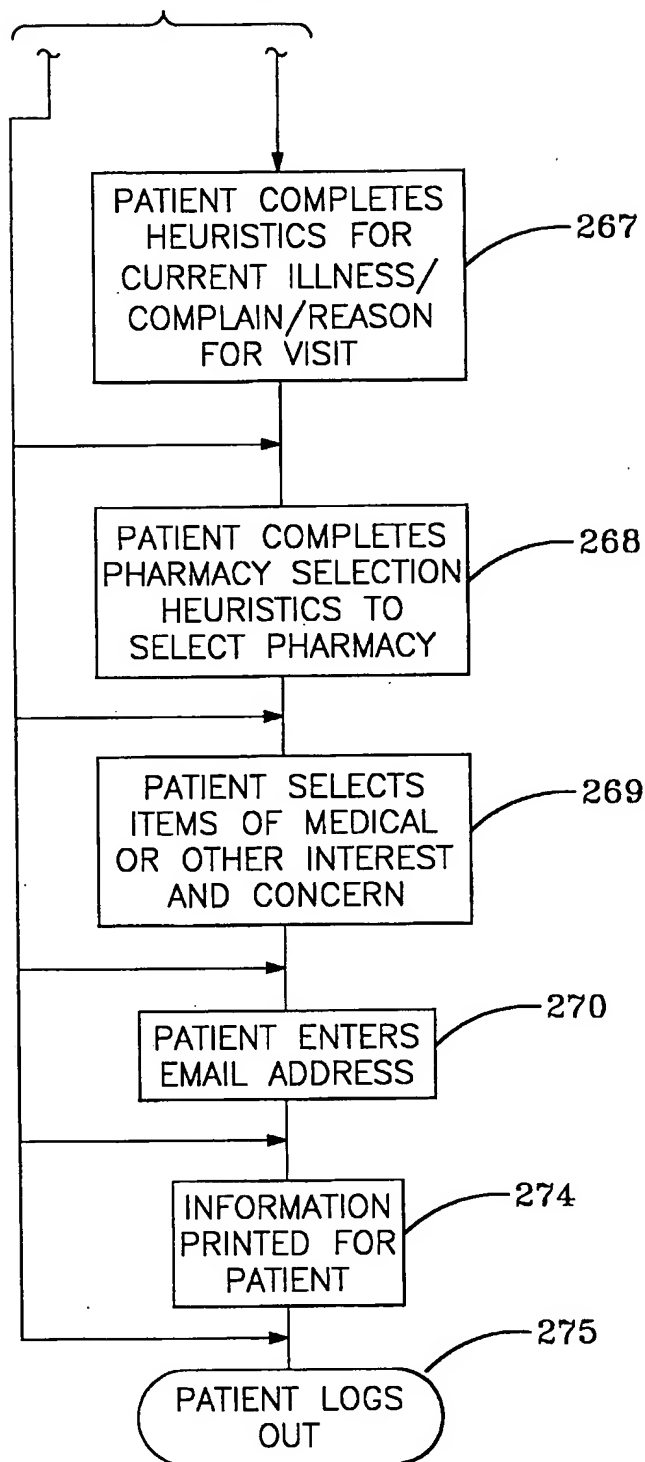 PATIENT COMPLETES
HEURISTICS FOR
CURRENT ILLNESS/
COMPLAIN/REASON
FOR VISIT
267
PATIENT COMPLETES
PHARMACY SELECTION
HEURISTICS TO
SELECT PHARMACY
268
PATIENT SELECTS
ITEMS OF MEDICAL
OR OTHER INTEREST
AND CONCERN
269
PATIENT ENTERS
EMAIL ADDRESS
270
INFORMATION
PRINTED FOR
PATIENT
274
PATIENT LOGS
OUT
275